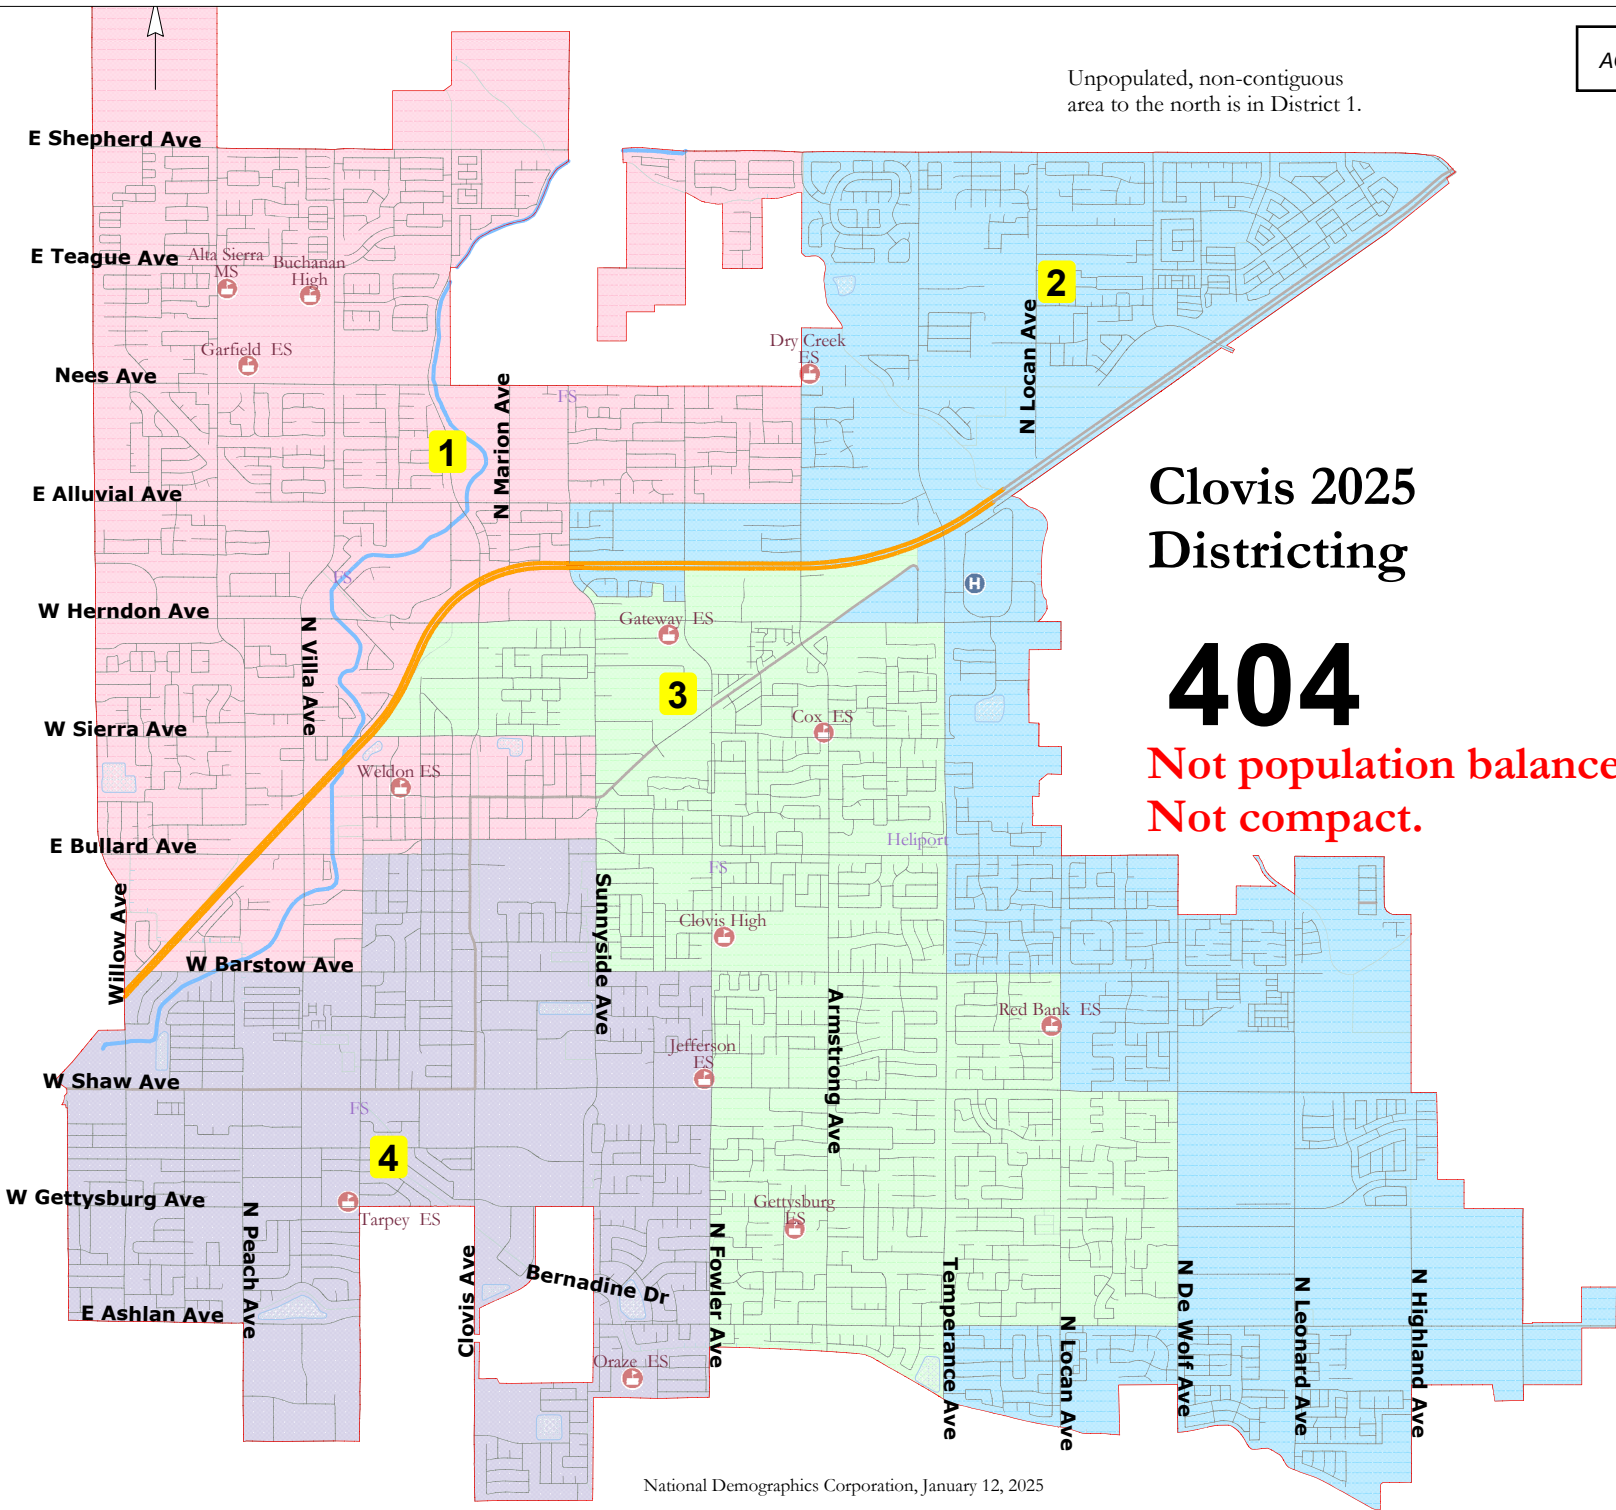 AC
Unpopulated, non-contiguous
area to the north is in District 1.
E Shepherd Ave
E Teague Ave
Alta Sierra
MS
Buchanan
High
2
N Locan Ave
Garfield ES
Dry Creek
ES
Nees Ave
FS
N Marion Ave
1
E Alluvial Ave
Clovis 2025
Districting
FS
H
W Herndon Ave
N Villa Ave
Gateway ES
404
3
W Sierra Ave
Cox ES
Not population balance
Weldon ES
Not compact.
E Bullard Ave
Heliport
FS
Willow Ave
Sunnyside Ave
Clovis High
W Barstow Ave
Armstrong Ave
Red Bank ES
Jefferson
ES
W Shaw Ave
FS
4
W Gettysburg Ave
Tarpey ES
Gettysburg
ES
N Peach Ave
Clovis Ave
Bernadine Dr
N Fowler Ave
Temperance Ave
N Locan Ave
N De Wolf Ave
N Leonard Ave
N Highland Ave
E Ashlan Ave
Oraze ES
National Demographics Corporation, January 12, 2025